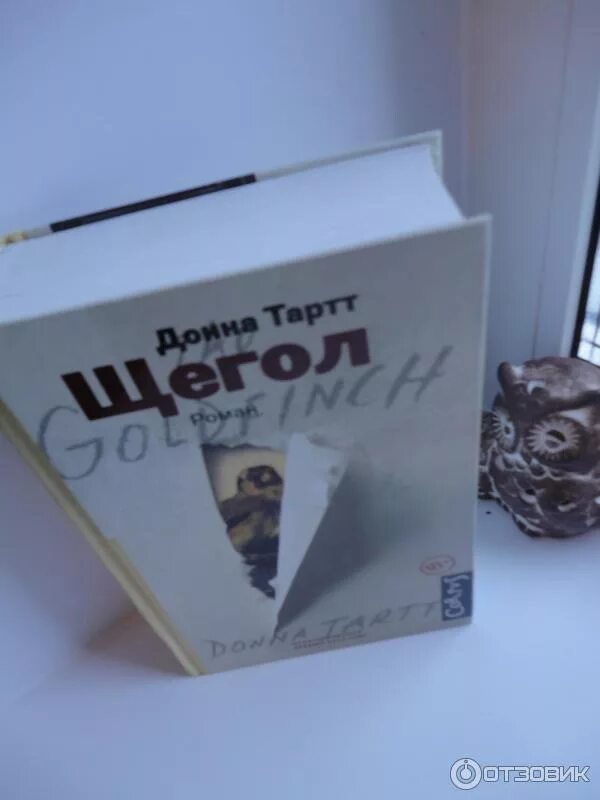 Донна Тартт
THE
Щегол
GOLDFINCH
Роман
DONNA TARTT
ОТЗОВИК